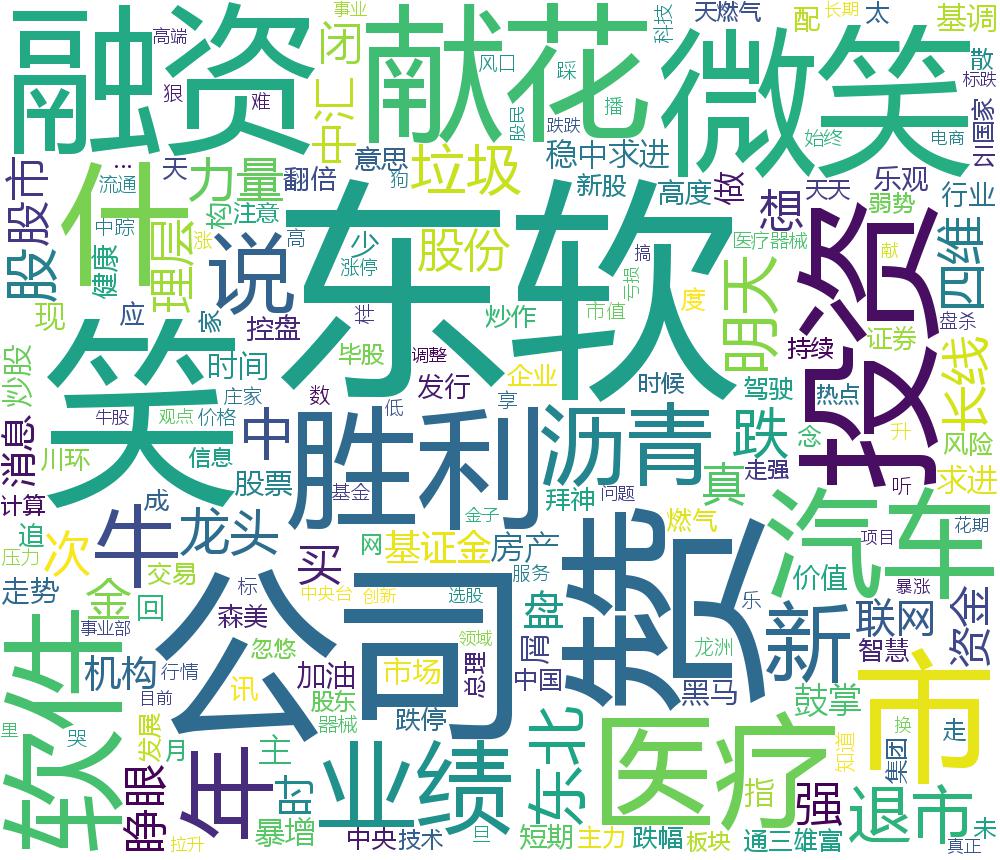 融资
献花
微笑
高端
事业
闭
科技
天燃气
配
长期
太
基调
狠
难
中汇
风口
踩
股民
跌跌
播
始终
电商
散
标跌
云国家
股股市
...
流通
天
力量
翻倍
意思
狗
垃圾
稳中求进
新股
高度
做
想
乐观
行业
弱势
中踪
构
注意
理层
健康
涨
高
说
少
涨停
股份
东软
搞
亏损
市值
医疗器械
度
明天
投资
献
四维
盘杀
现
应
家
控盘
炒作
证券
持续
炒股
笑
时间
毕股
样
调整
发行
企业
时候
驾驶
热点
长线
牛股
观点
价格
庄家
数
低
享
中
胜利
沥青
跌
念
升
风险
消息
川环
信息
股票
基金
金子
拜神
问题
真
走强
听
求进
计算
成
牛
龙头
追
压力
次
买
网
基证金
房产
服务
燃气
汽车
项目
花期
走势
金
回
交易
标
森美
中央台
创新
选股
盘
价值
暴涨
事业部
公司
乐
新
联网
资金
软件
机构
行情
目前
忽悠
加油
讯
股东
器械
市场
领域
总理
中国
屑
龙洲
黑马
智慧
鼓掌
市
里
哭
发展
月
年
主
时
跌停
业绩
东北
医疗
指
强
知道
集团
换
走
退市
睁眼
拉升
暴增
中央
技术
旦
短期
主力
跌幅
板块
通三雄富
未
真正